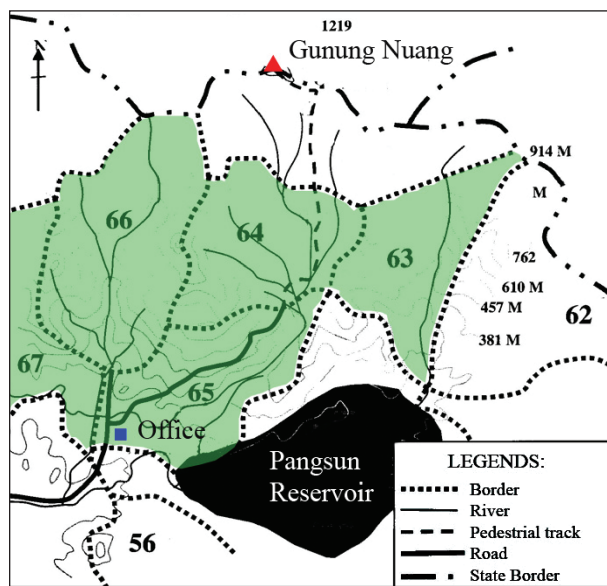 1219
Gunung Nuang
N
914 M
M
66
64
63
762
610 M
457 M
62
381 M
67
65
Office
Pangsun
Reservoir
56
LEGENDS:
Border
River
Pedestrial track
Road
State Border